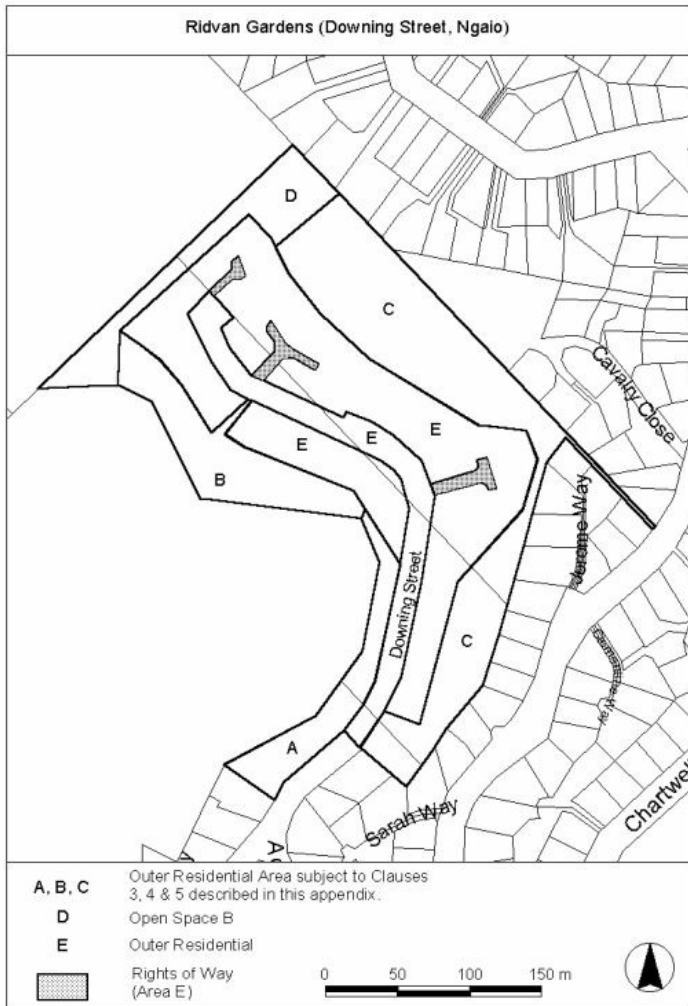 Ridvan Gardens (Downing Street, Ngaio)
D
C
Cavalry Close
E
E
E
B
Jerome Way
Downing Street
C
A
Sarah Way
Chartwell
A, B, C Outer Residential Area subject to Clauses
3, 4 & 5 described in this appendix.
D Open Space B
E Outer Residential
Rights of Way
(Area E)
0 50 100 150 m